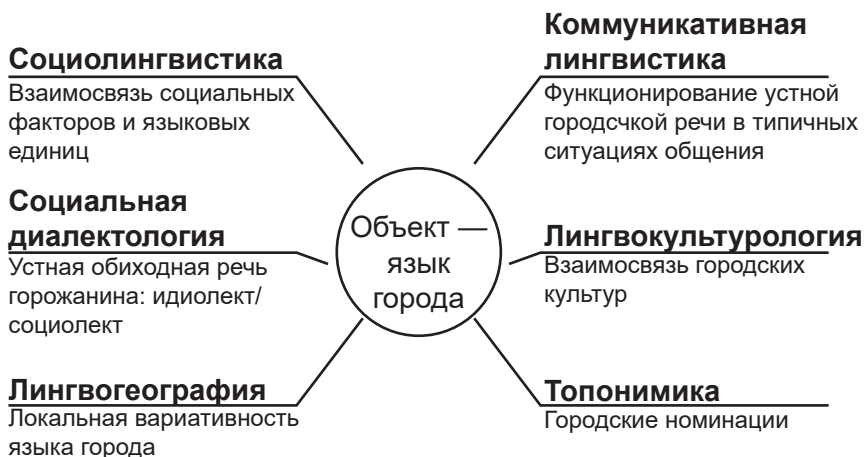 Социолингвистика
Взаимосвязь социальных
факторов и языковых
единиц
Социальная
диалектология
Устная обиходная речь
горожанина: идиолект/
социолект
Лингвогеография
Локальная вариативность
языка города
Объект —
язык
города
Коммуникативная
лингвистика
Функционирование устной
городсчкой речи в типичных
ситуациях общения
Лингвокультурология
Взаимосвязь городских
культур
Топонимика
Городские номинации